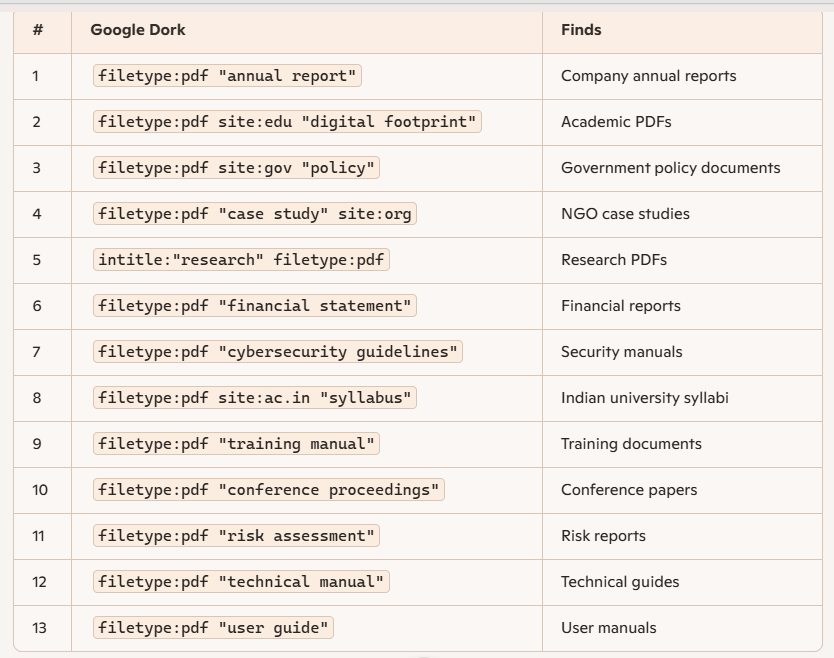 # Google Dork Finds
1 filetype:pdf "annual report" Company annual reports
2 filetype:pdf site:edu "digital footprint" Academic PDFs
3 filetype:pdf site:gov "policy" Government policy documents
4 filetype:pdf "case study" site:org NGO case studies
5 intitle:"research" filetype:pdf Research PDFs
6 filetype:pdf "financial statement" Financial reports
7 filetype:pdf "cybersecurity guidelines" Security manuals
8 filetype:pdf site:ac.in "syllabus" Indian university syllabi
9 filetype:pdf "training manual" Training documents
10 filetype:pdf "conference proceedings" Conference papers
11 filetype:pdf "risk assessment" Risk reports
12 filetype:pdf "technical manual" Technical guides
13 filetype:pdf "user guide" User manuals